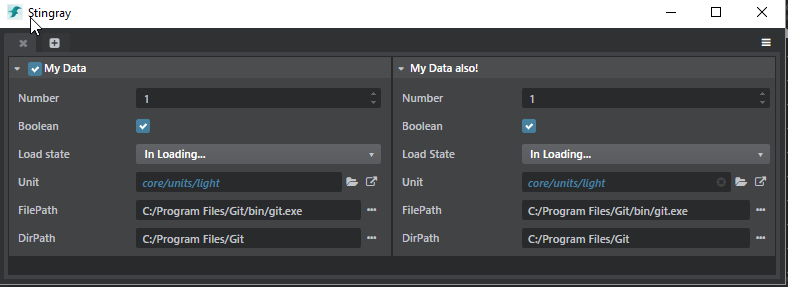 Stingray
My Data
Number 1
Boolean
Load state In Loading...
Unit core/units/light
FilePath C:/Program Files/Git/bin/git.exe
DirPath C:/Program Files/Git
My Data also!
Number 1
Boolean
Load State In Loading...
Unit core/units/light
FilePath C:/Program Files/Git/bin/git.exe
DirPath C:/Program Files/Git